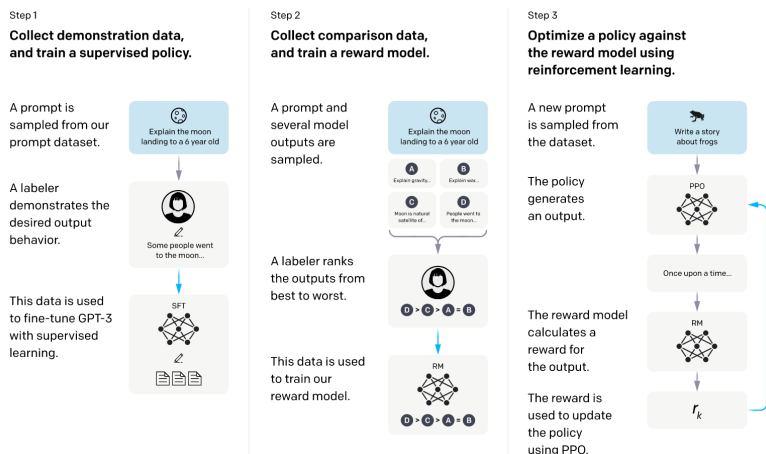 Step 1
Collect demonstration data,
and train a supervised policy.
A prompt is
sampled from our
prompt dataset.
Explain the moon
landing to a 6 year old
A labeler
demonstrates the
desired output
behavior.
Some people went
to the moon...
This data is used
to fine-tune GPT-3
with supervised
learning.
SFT
Step 2
Collect comparison data,
and train a reward model.
A prompt and
several model
outputs are
sampled.
Explain the moon
landing to a 6 year old
A
Explain gravity...
B
Explain war...
C
Moon is natural
satellite of...
D
People went to
the moon...
A labeler ranks
the outputs from
best to worst.
D > C > A = B
This data is used
to train our
reward model.
RM
D > C > A = B
Step 3
Optimize a policy against
the reward model using
reinforcement learning.
A new prompt
is sampled from
the dataset.
Write a story
about frogs
The policy
generates
an output.
PPO
Once upon a time...
The reward model
calculates a
reward for
the output.
RM
The reward is
used to update
the policy
using PPO.
rk